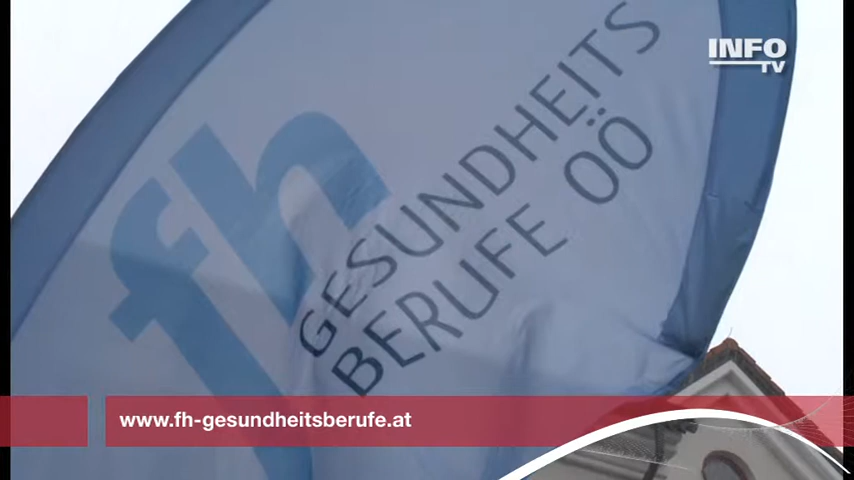 INFO
TV
fh
GESUNDHEITS
BERUFE OÖ
www.fh-gesundheitsberufe.at